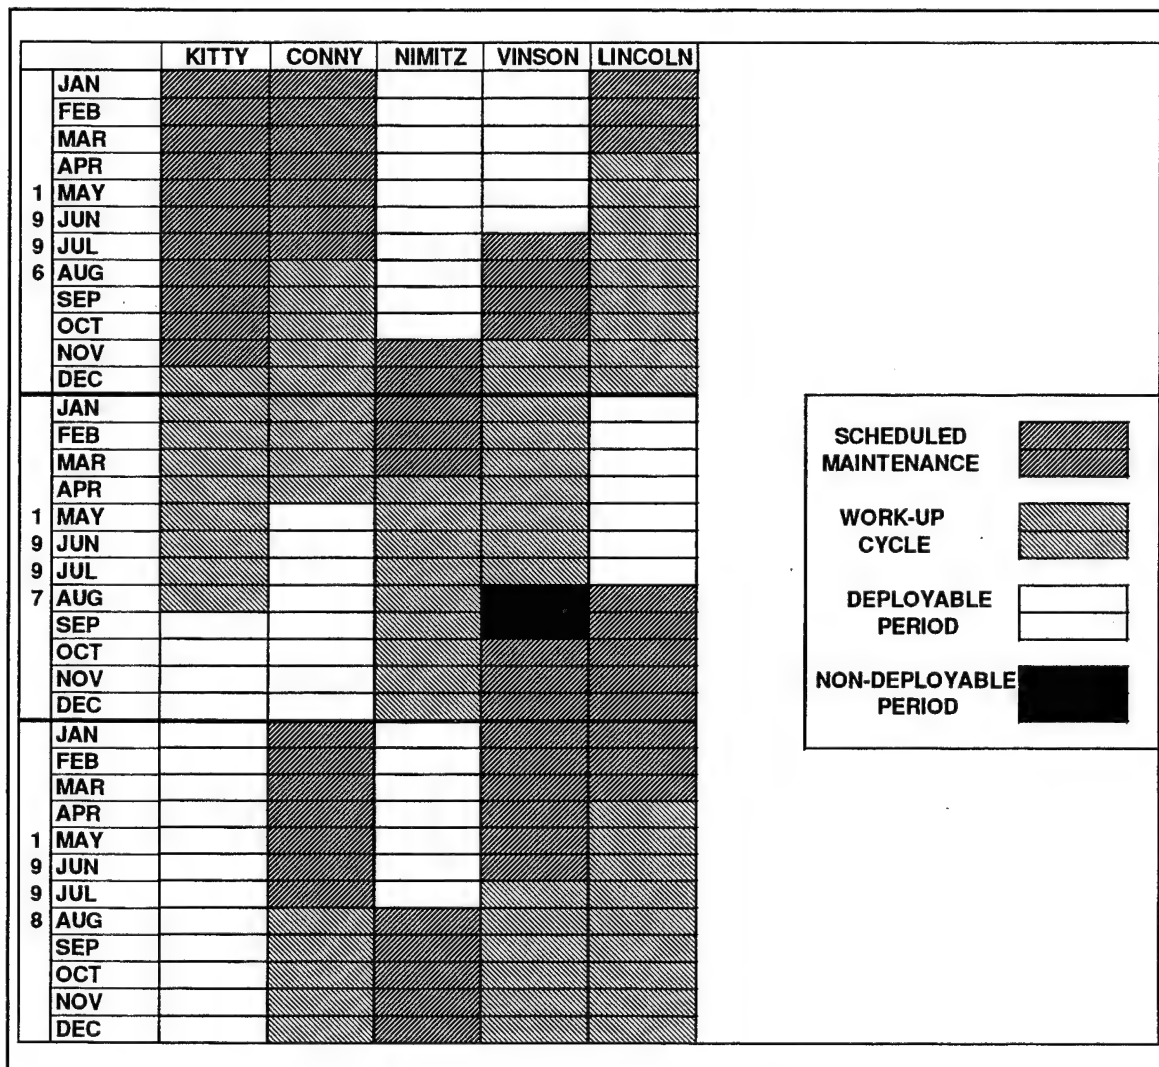 KITTY CONNY NIMITZ VINSON LINCOLN
JAN
FEB
MAR
APR
1 MAY
9 JUN
9 JUL
6 AUG
SEP
OCT
NOV
DEC
JAN
FEB
MAR
APR
1 MAY
9 JUN
9 JUL
7 AUG
SEP
OCT
NOV
DEC
JAN
FEB
MAR
APR
1 MAY
9 JUN
9 JUL
8 AUG
SEP
OCT
NOV
DEC
SCHEDULED
MAINTENANCE
WORK-UP
CYCLE
DEPLOYABLE
PERIOD
NON-DEPLOYABLE
PERIOD